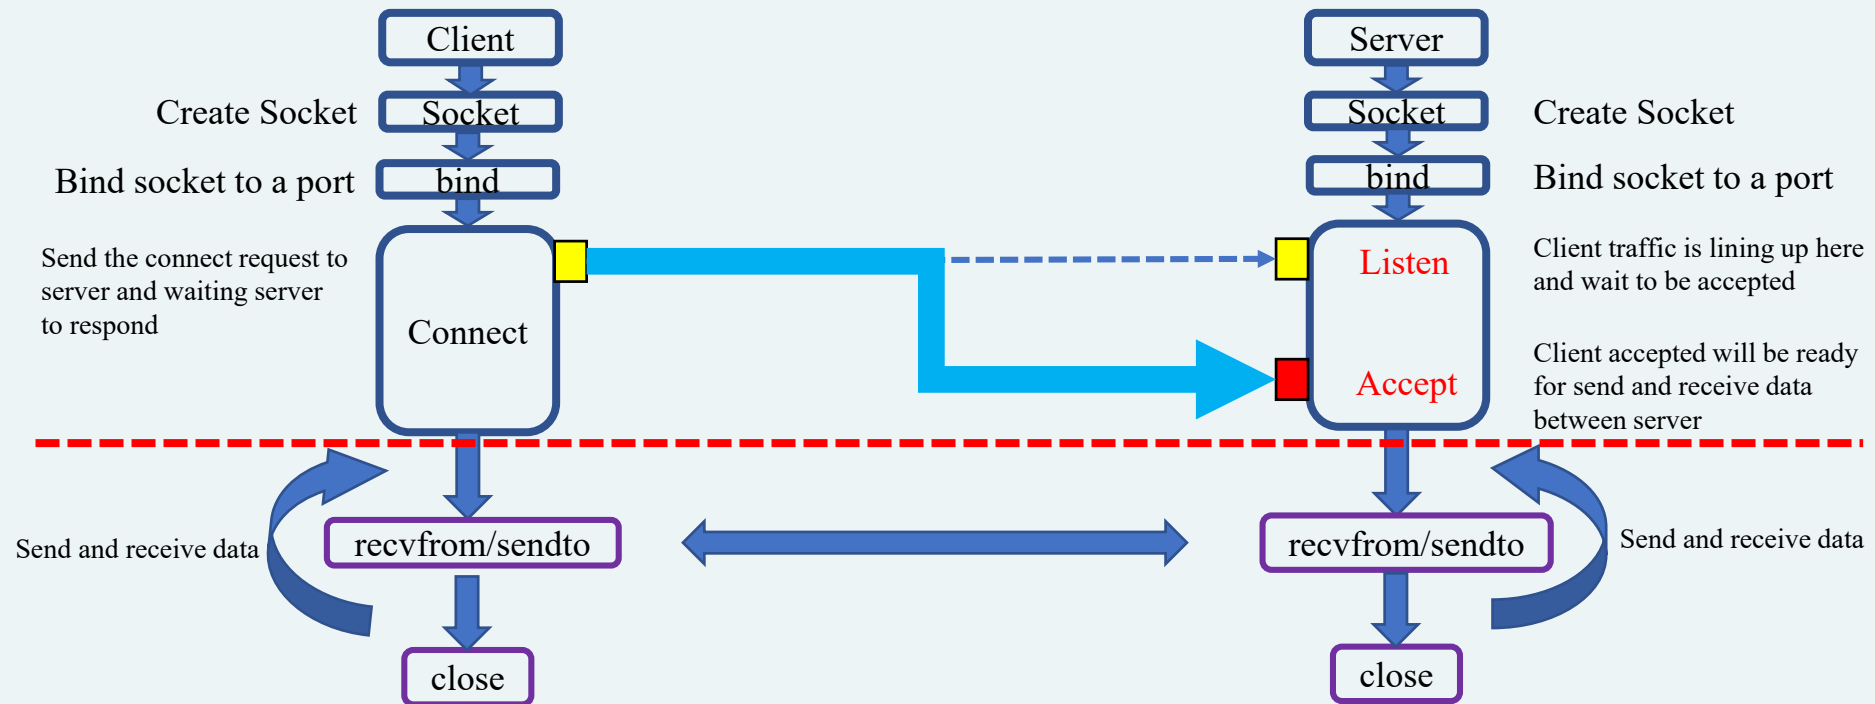 Client
Server
Create Socket
Socket
Socket
Create Socket
Bind socket to a port
bind
bind
Bind socket to a port
Send the connect request to
server and waiting server
to respond
Connect
Listen
Client traffic is lining up here
and wait to be accepted
Accept
Client accepted will be ready
for send and receive data
between server
Send and receive data
recvfrom/sendto
recvfrom/sendto
Send and receive data
close
close